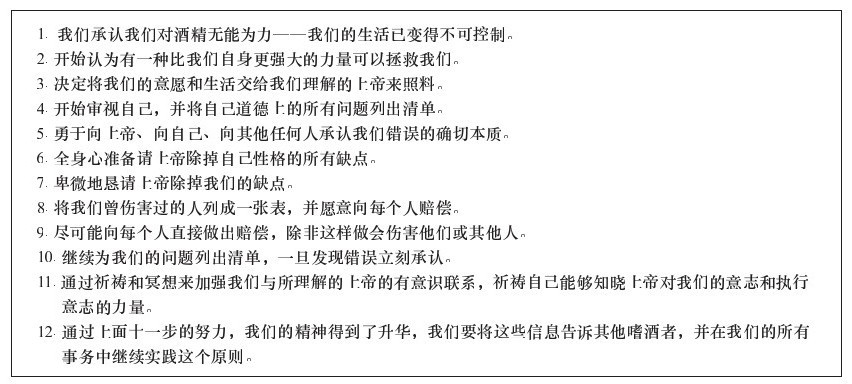 1. 我们承认我们对酒精无能为力——我们的生活已变得不可控制。
2. 开始认为有一种比我们自身更强大的力量可以拯救我们。
3. 决定将我们的意愿和生活交给我们理解的上帝来照料。
4. 开始审视自己，并将自己道德上的所有问题列出清单。
5. 勇于向上帝、向自己、向其他任何人承认我们错误的确切本质。
6. 全身心准备请上帝除掉自己性格的所有缺点。
7. 卑微地恳请上帝除掉我们的缺点。
8. 将我们曾伤害过的人列成一张表，并愿意向每个人赔偿。
9. 尽可能向每个人直接做出赔偿，除非这样做会伤害他们或其他人。
10. 继续为我们的问题列出清单，一旦发现错误立刻承认。
11. 通过祈祷和冥想来加强我们与所理解的上帝的有意识联系，祈祷自己能够知晓上帝对我们的意志和执行
意志的力量。
12. 通过上面十一步的努力，我们的精神得到了升华，我们要将这些信息告诉其他嗜酒者，并在我们的所有
事务中继续实践这个原则。